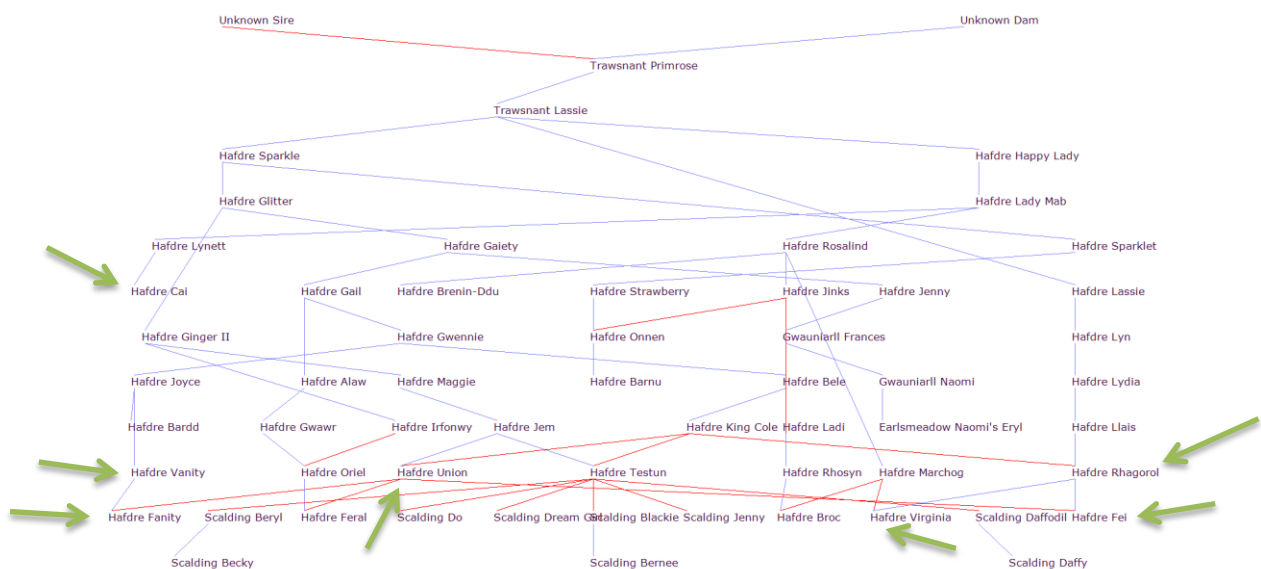 Unknown Sire
Unknown Dam
Trawsnant Primrose
Trawsnant Lassie
Hafdre Sparkle
Hafdre Happy Lady
Hafdre Glitter
Hafdre Lady Mab
Hafdre Lynett
Hafdre Gaiety
Hafdre Rosalind
Hafdre Sparklet
Hafdre Cai
Hafdre Gail
Hafdre Brenin-Ddu
Hafdre Strawberry
Hafdre Jinks
Hafdre Jenny
Hafdre Lassie
Hafdre Ginger II
Hafdre Gwennie
Hafdre Onnen
Gwauniarll Frances
Hafdre Lyn
Hafdre Joyce
Hafdre Alaw
Hafdre Maggie
Hafdre Barnu
Hafdre Bele
Gwauniarll Naomi
Hafdre Lydia
Hafdre Bardd
Hafdre Gwawr
Hafdre Irfonwy
Hafdre Jem
Hafdre King Cole
Hafdre Ladi
Earlsmeadow Naomi's Eryl
Hafdre Llais
Hafdre Vanity
Hafdre Oriel
Hafdre Union
Hafdre Testun
Hafdre Rhosyn
Hafdre Marchog
Hafdre Rhagorol
Hafdre Fanity
Scalding Beryl
Hafdre Feral
Scalding Do
Scalding Dream Girl
Scalding Blackie
Scalding Jenny
Hafdre Broc
Hafdre Virginia
Scalding Daffodil
Hafdre Fei
Scalding Becky
Scalding Bernee
Scalding Daffy